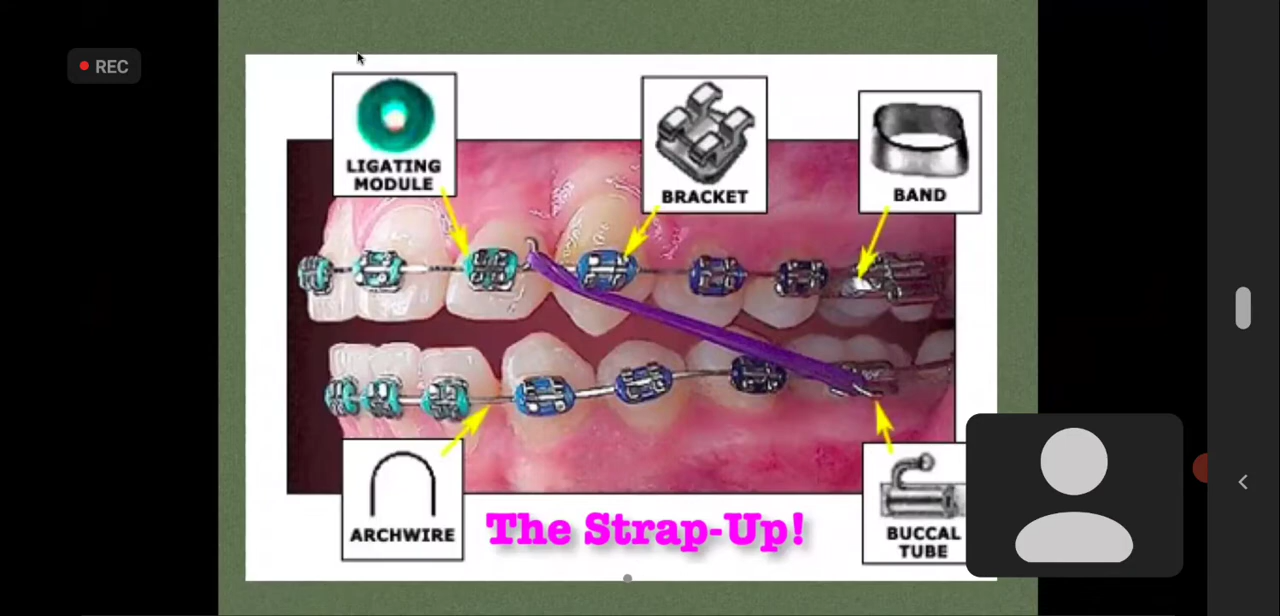 REC
LIGATING
MODULE
BRACKET
BAND
ARCHWIRE
The Strap-Up!
BUCCAL
TUBE